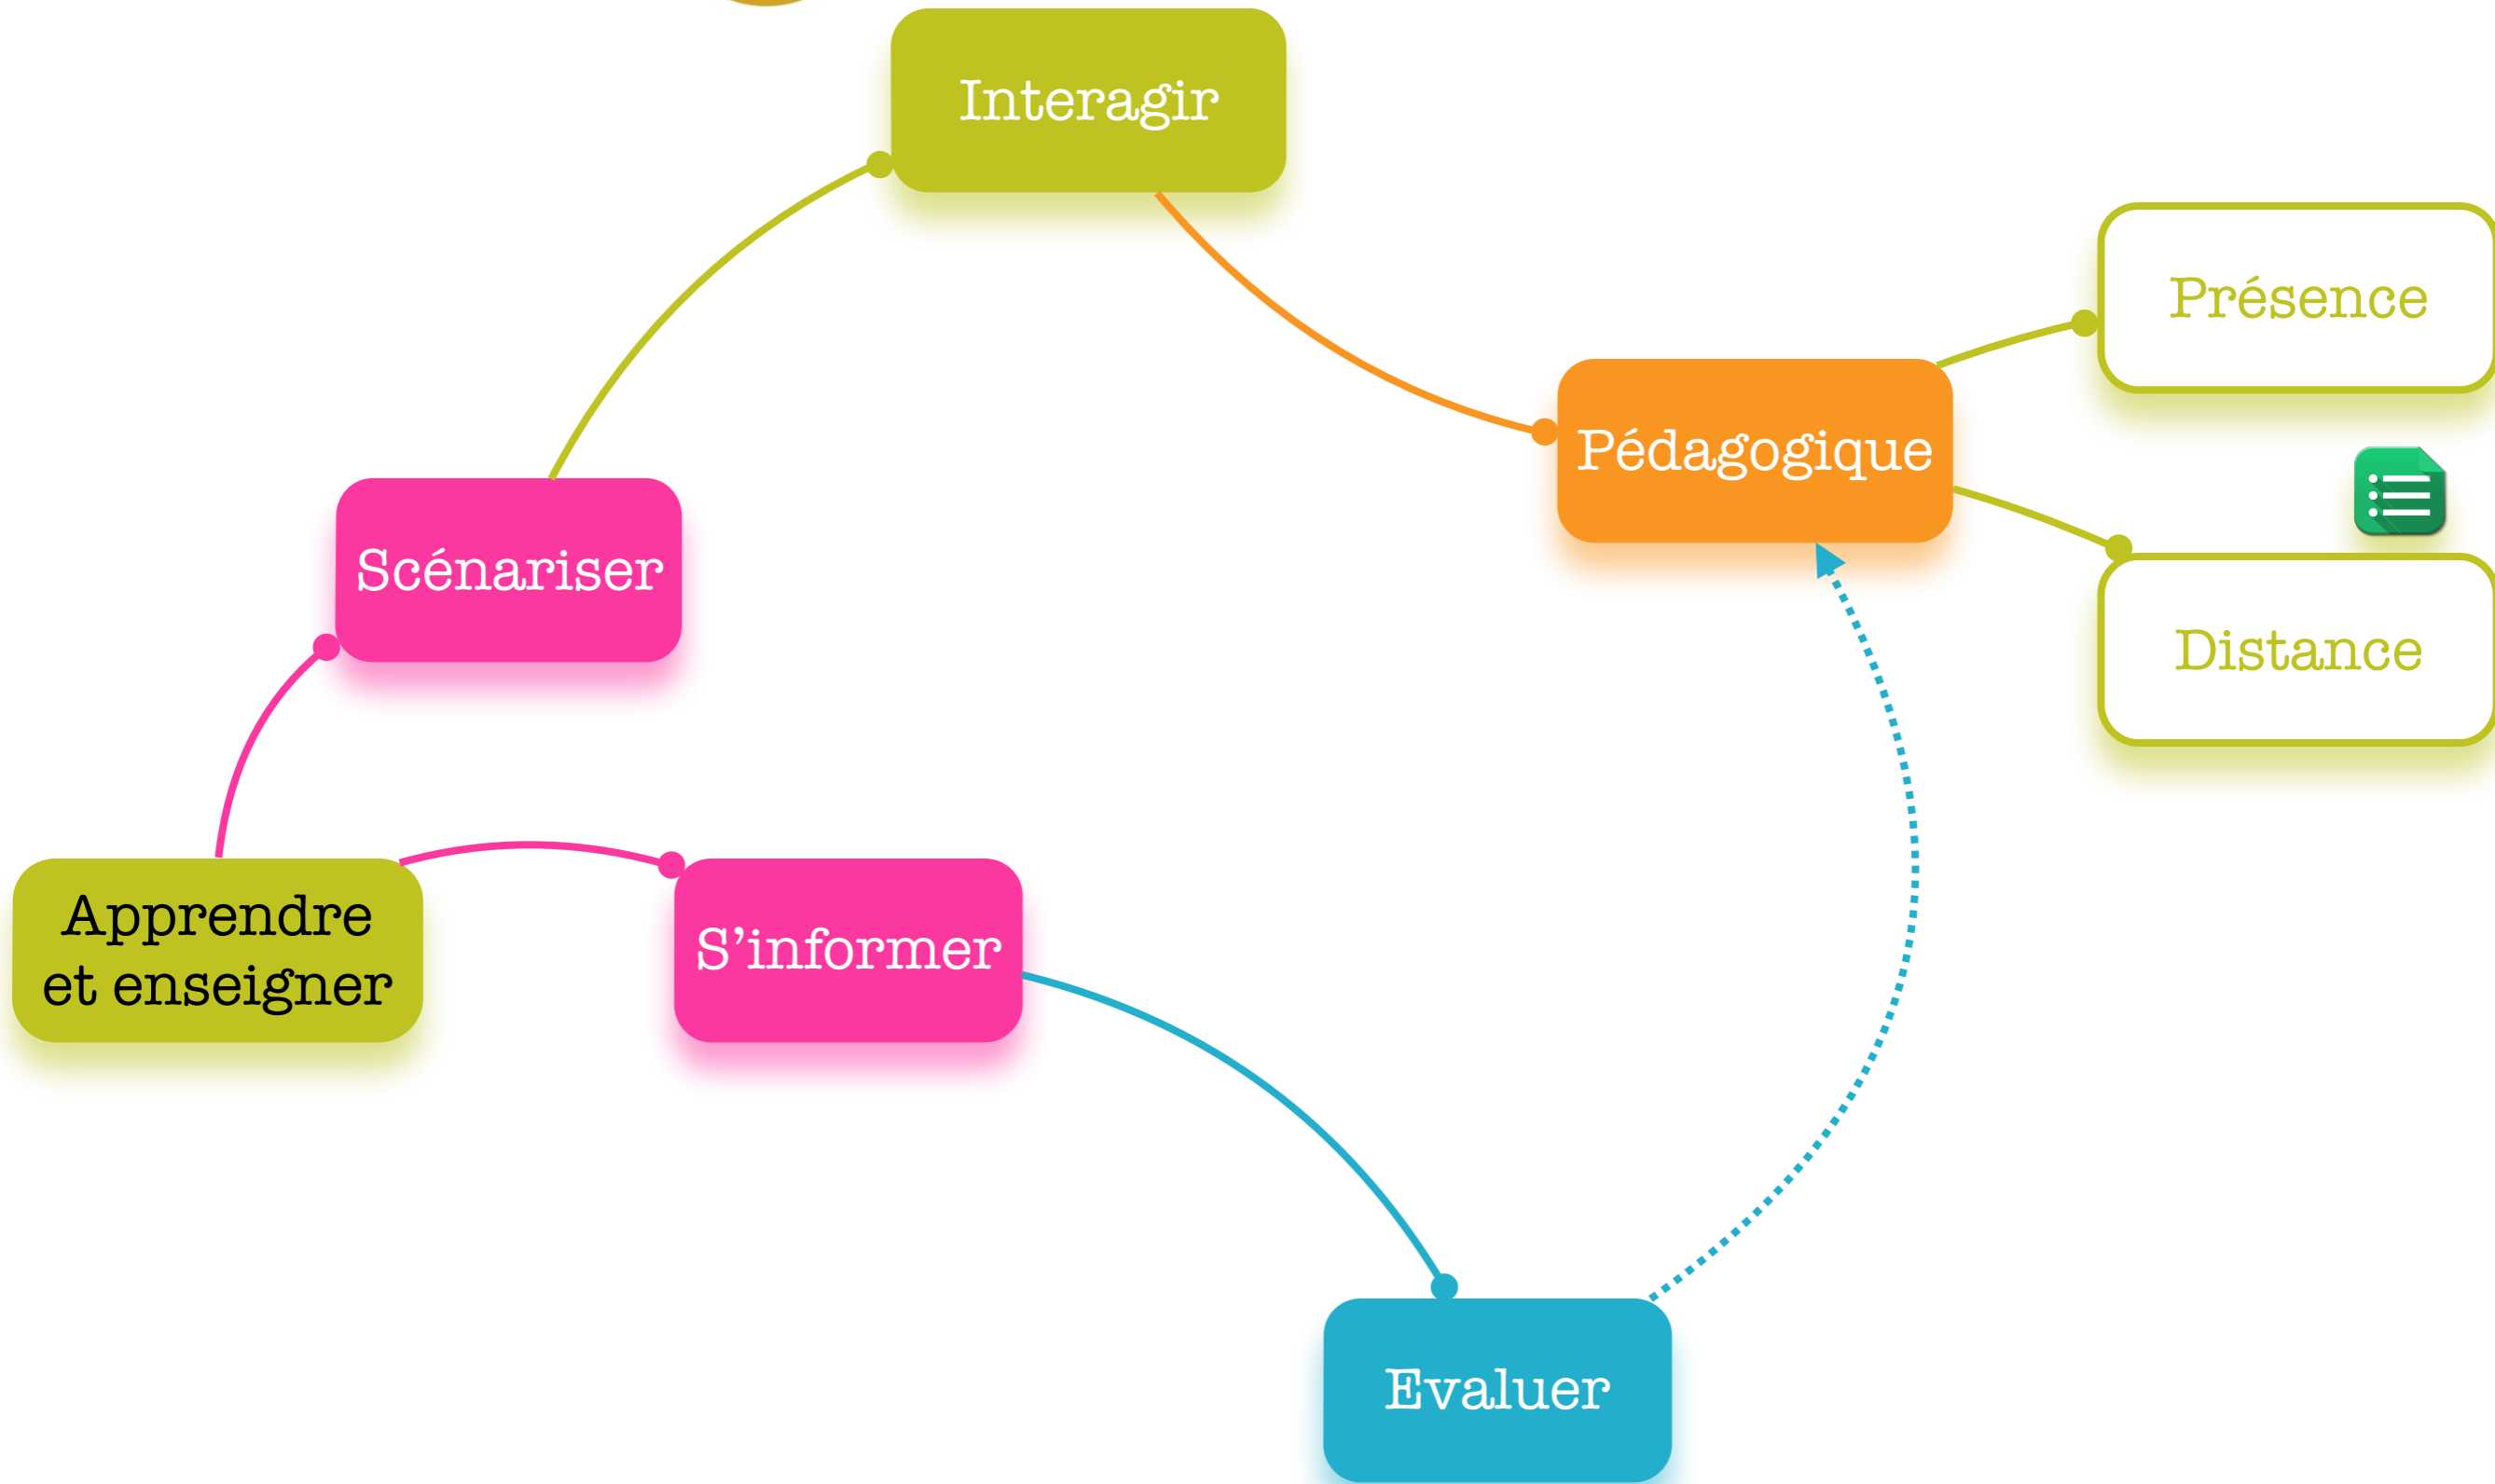 Interagir
Présence
Pédagogique
Scénariser
Distance
Apprendre
et enseigner
S’informer
Evaluer